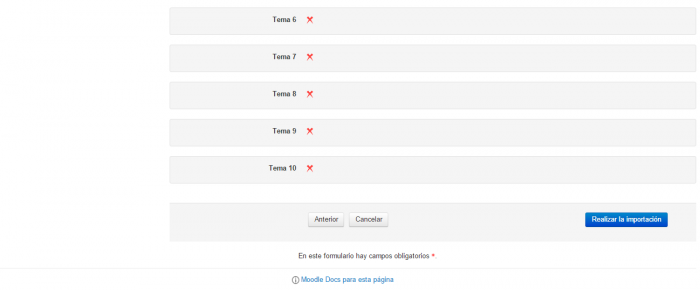 Tema 6
Tema 7
Tema 8
Tema 9
Tema 10
Anterior Cancelar Realizar la importación
En este formulario hay campos obligatorios *
Moodle Docs para esta página